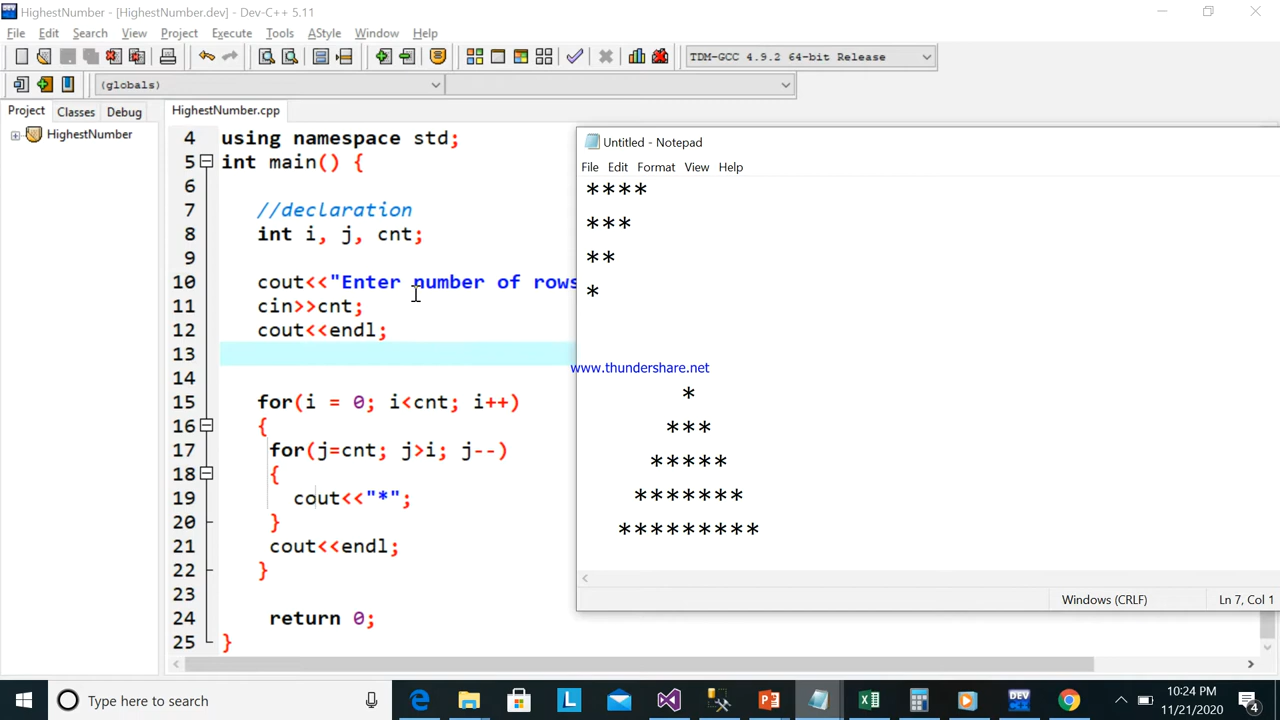 HighestNumber - [HighestNumber.dev] - Dev-C++ 5.11
File Edit Search View Project Execute Tools AStyle Window Help
TDM-GCC 4.9.2 64-bit Release
(globals)
Project Classes Debug
HighestNumber.cpp
HighestNumber
4 using namespace std;
5 int main() {
6
7 //declaration
8 int i, j, cnt;
9
10 cout<<"Enter number of rows
11 cin>>cnt;
12 cout<<endl;
13
14
15 for(i = 0; i<cnt; i++)
16 {
17 for(j=cnt; j>i; j--)
18 {
19 cout<<"*";
20 }
21 cout<<endl;
22 }
23
24 return 0;
25 }
Untitled - Notepad
File Edit Format View Help
****
***
**
*
www.thundershare.net
*
***
*****
*******
*********
Windows (CRLF) Ln 7, Col 1
Type here to search
10:24 PM
11/21/2020
4